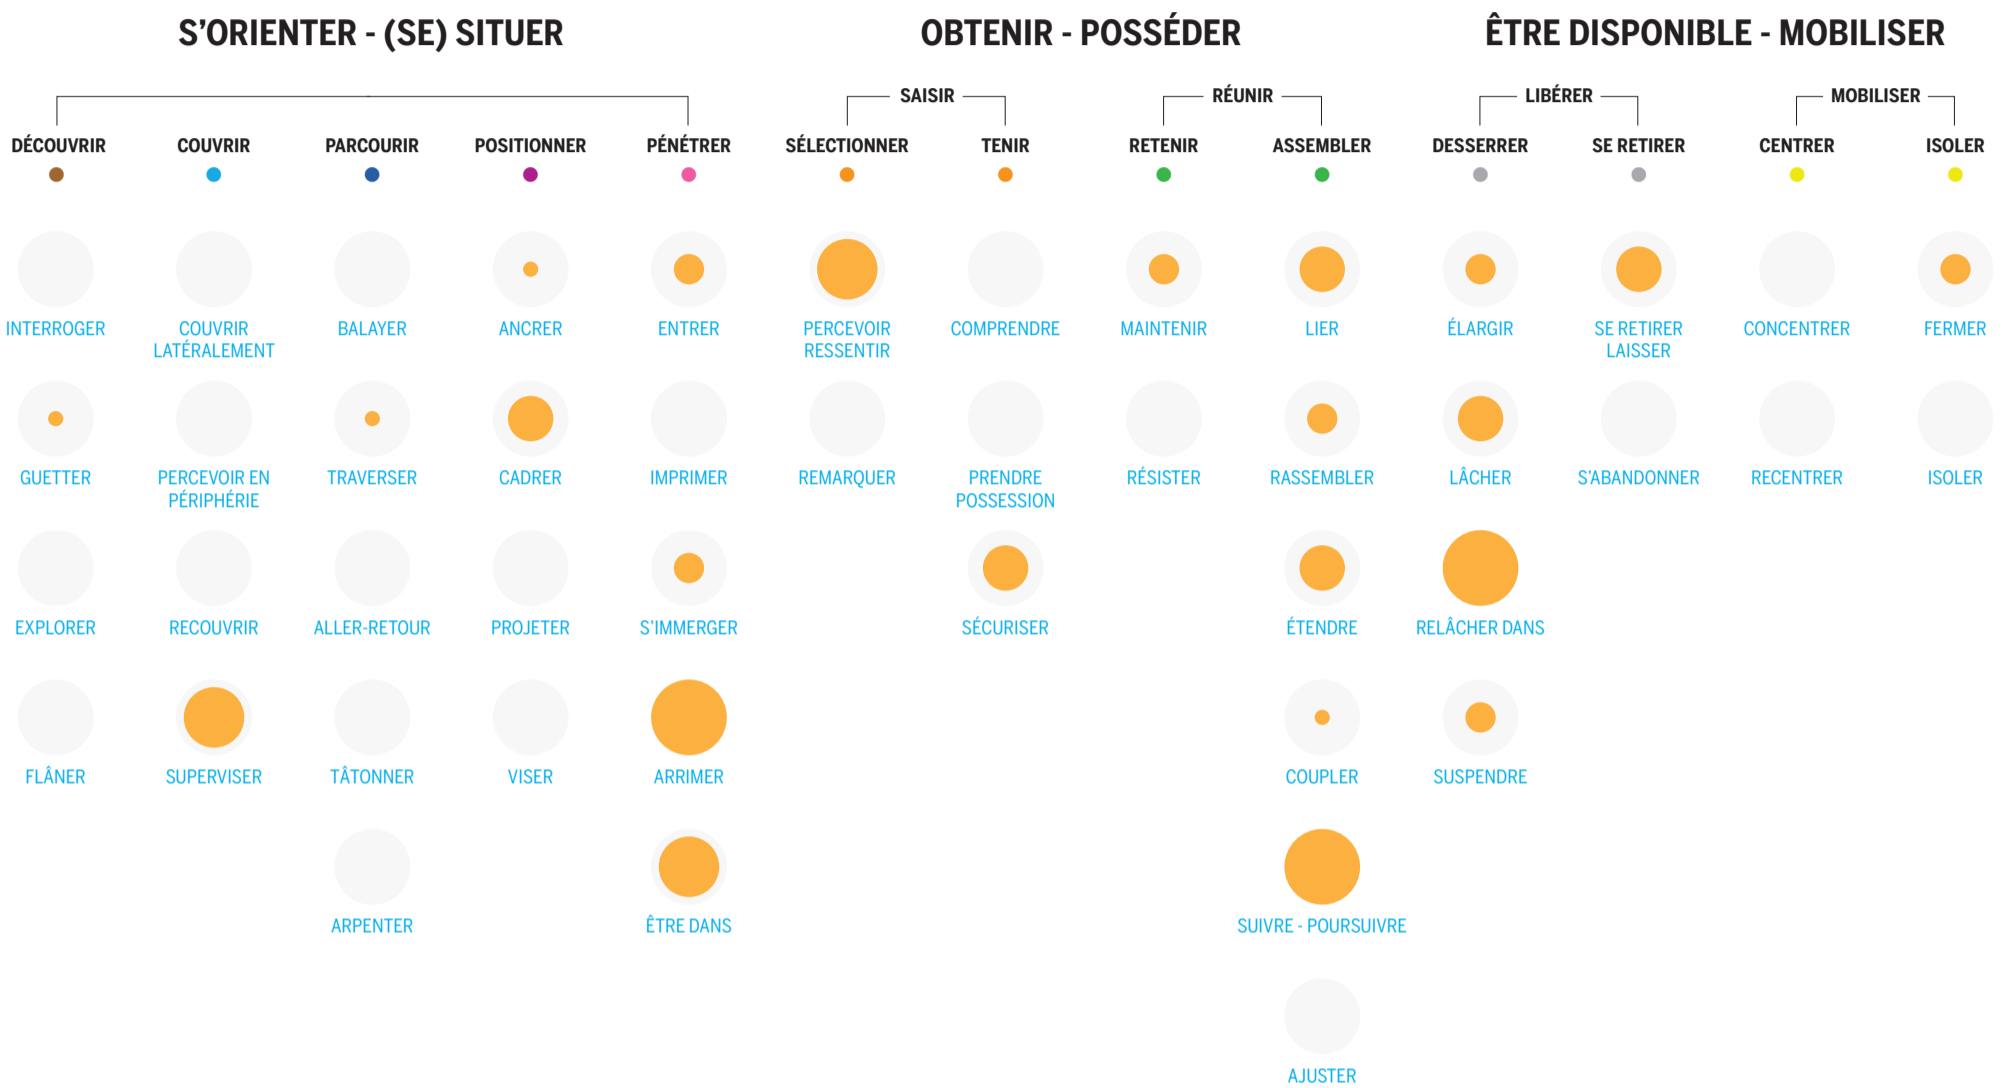 S'ORIENTER - (SE) SITUER
OBTENIR - POSSÉDER
ÊTRE DISPONIBLE - MOBILISER
SAISIR
RÉUNIR
LIBÉRER
MOBILISER
DÉCOUVRIR
COUVRIR
PARCOURIR
POSITIONNER
PÉNÉTRER
SÉLECTIONNER
TENIR
RETENIR
ASSEMBLER
DESSERRER
SE RETIRER
CENTRER
ISOLER
INTERROGER
COUVRIR
LATÉRALEMENT
BALAYER
ANCRER
ENTRER
PERCEVOIR
RESSENTIR
COMPRENDRE
MAINTENIR
LIER
ÉLARGIR
SE RETIRER
LAISSER
CONCENTRER
FERMER
GUETTER
PERCEVOIR EN
PÉRIPHÉRIE
TRAVERSER
CADRER
IMPRIMER
REMARQUER
PRENDRE
POSSESSION
RÉSISTER
RASSEMBLER
LÂCHER
S'ABANDONNER
RECENTRER
ISOLER
EXPLORER
RECOUVRIR
ALLER-RETOUR
PROJETER
S'IMMERGER
SÉCURISER
ÉTENDRE
RELÂCHER DANS
FLÂNER
SUPERVISER
TÂTONNER
VISER
ARRIMER
COUPLER
SUSPENDRE
ARPENTER
ÊTRE DANS
SUIVRE - POURSUIVRE
AJUSTER